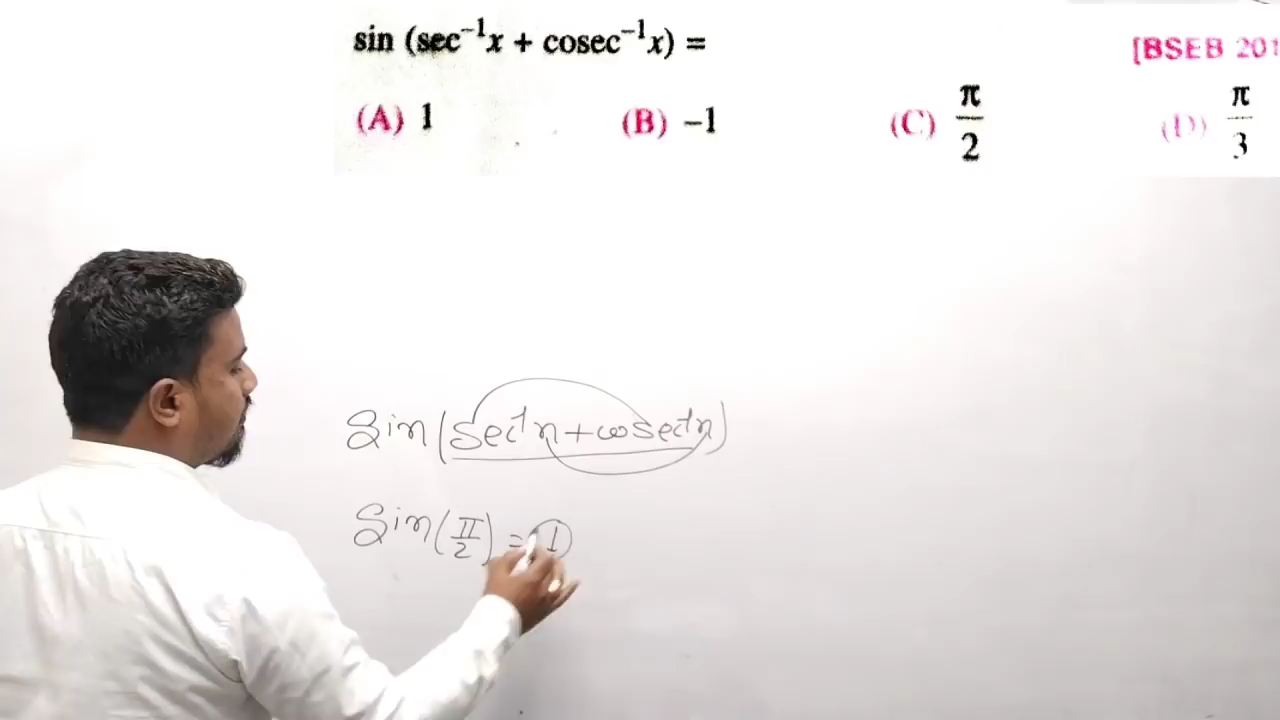 sin (sec⁻¹x + cosec⁻¹x) =
[BSEB 201
(A) 1 (B) –1 (C) π/2 (D) π/3
Sin(sec⁻¹x+cosec⁻¹x)
Sin(π/2) = 1